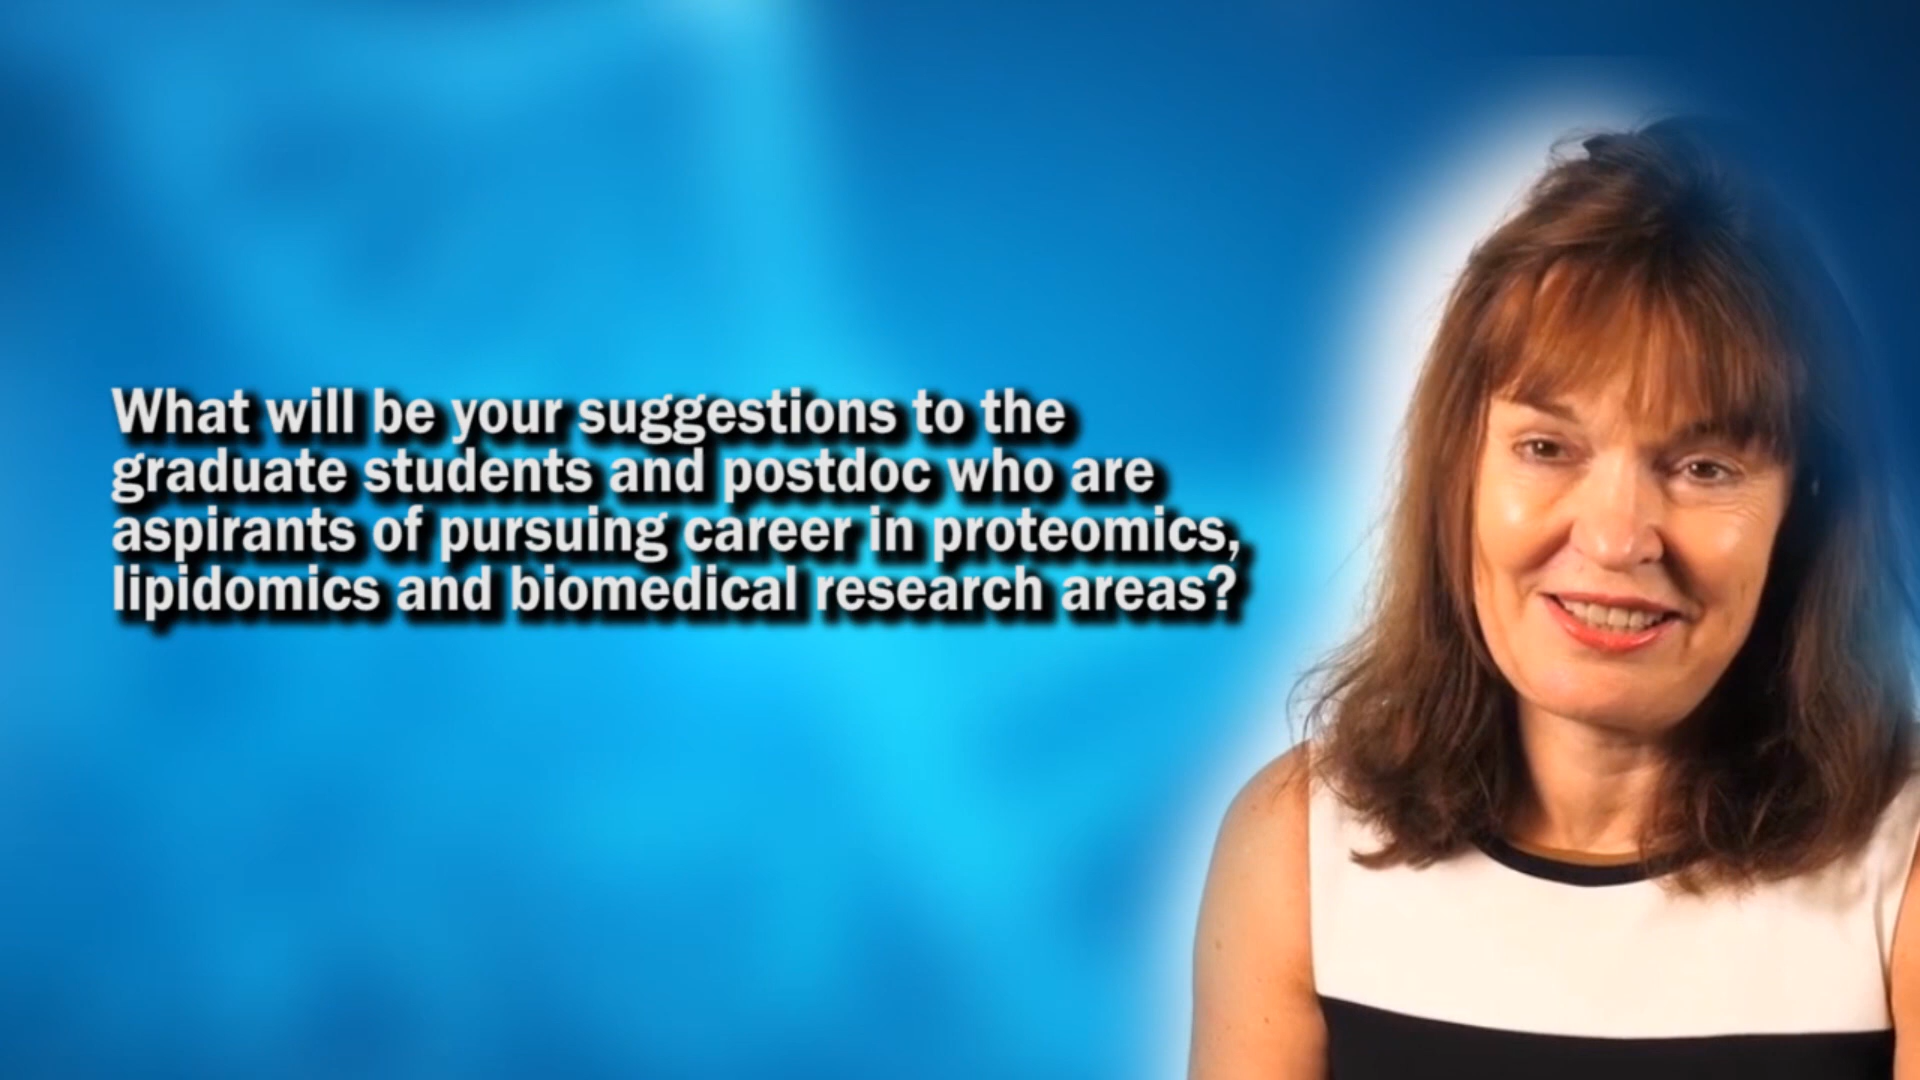 What will be your suggestions to the
graduate students and postdoc who are
aspirants of pursuing career in proteomics,
lipidomics and biomedical research areas?